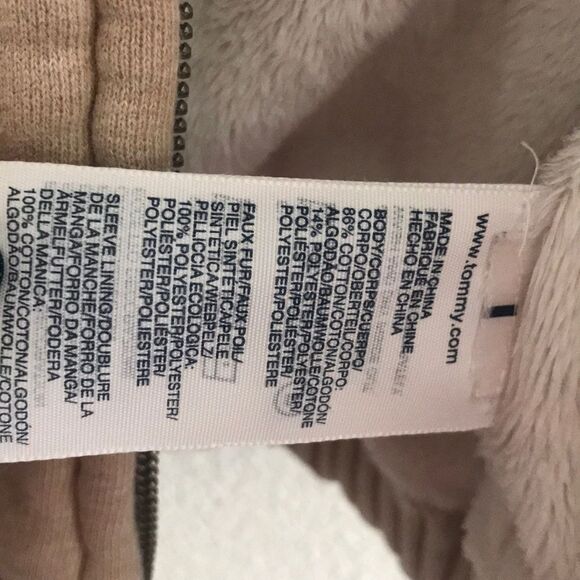 www.tommy.com
MADE IN CHINA
FABRIQUE EN CHINE
HECHO EN CHINA
BODY/CORPS/CUERPO/
CORPO/OBERTEIL/CORPO:
86% COTTON/COTON/
ALGODÃO/BAUMWOLLE/COTONE
14% POLYESTER/POLYESTER/
POLIÉSTER/POLIÉSTER/
POLYESTER/POLIESTERE
FAUX FUR/FAUX-POIL/
PIEL SINTETICA/PELE
SINTÉTICA/WEBPELZ/
PELLICCIA ECOLOGICA:
100% POLYESTER/POLYESTER/
POLIÉSTER/POLIÉSTER/
POLYESTER/POLIESTERE
SLEEVE LINING/DOUBLURE
DE LA MANCHE/FORRO DE LA
MANGA/FORRO DA MANGA/
ÄRMELFUTTER/FODERA
DELLA MANICA:
100% COTTON/COTON/ALGODÓN/
ALGODÃO/BAUMWOLLE/COTONE